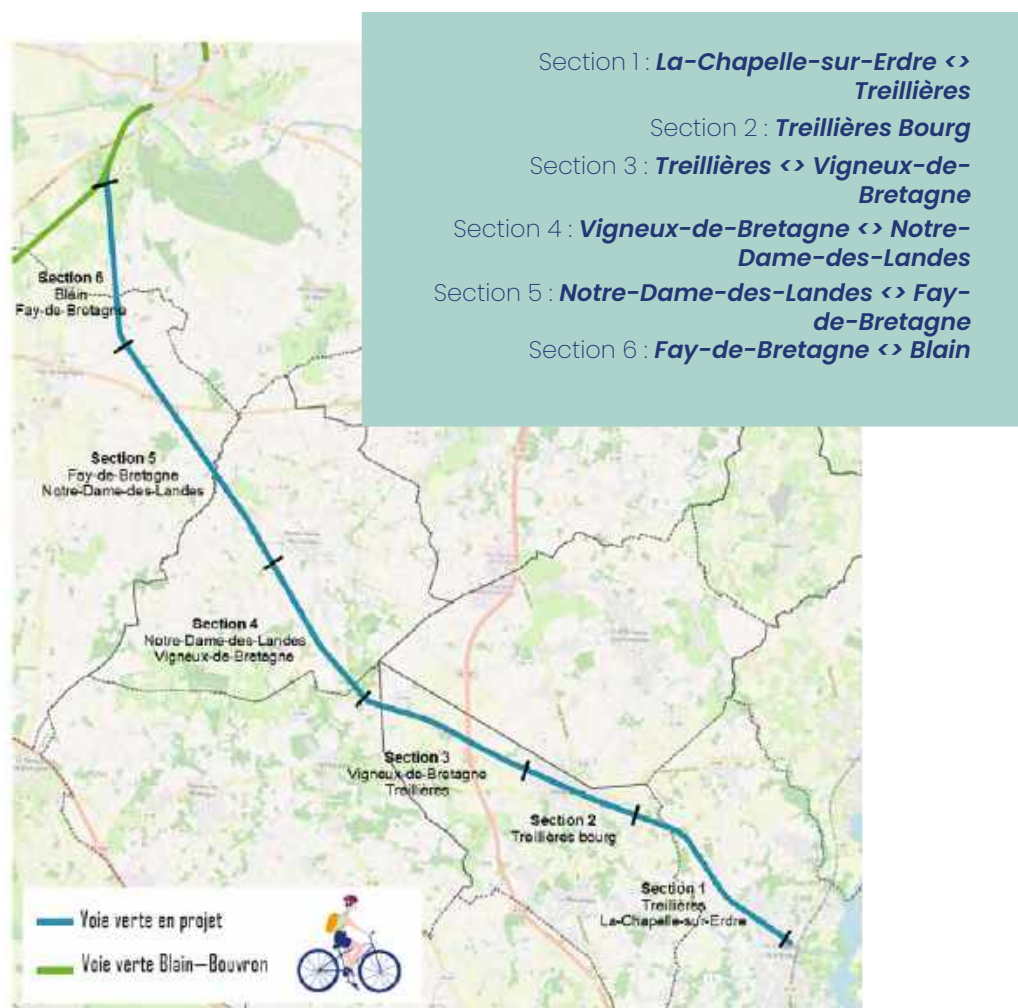 Section 1 : La-Chapelle-sur-Erdre <>
Treillières
Section 2 : Treillières Bourg
Section 3 : Treillières <> Vigneux-de-
Bretagne
Section 4 : Vigneux-de-Bretagne <> Notre-
Dame-des-Landes
Section 5 : Notre-Dame-des-Landes <> Fay-
de-Bretagne
Section 6 : Fay-de-Bretagne <> Blain
Section 6
Blain
Fay-de-Bretagne
Section 5
Fay-de-Bretagne
Notre-Dame-des-Landes
Section 4
Notre-Dame-des-Landes
Vigneux-de-Bretagne
Section 3
Vigneux-de-Bretagne
Treillières
Section 2
Treillières bourg
Section 1
Treillières
La-Chapelle-sur-Erdre
Voie verte en projet
Voie verte Blain–Bouvron